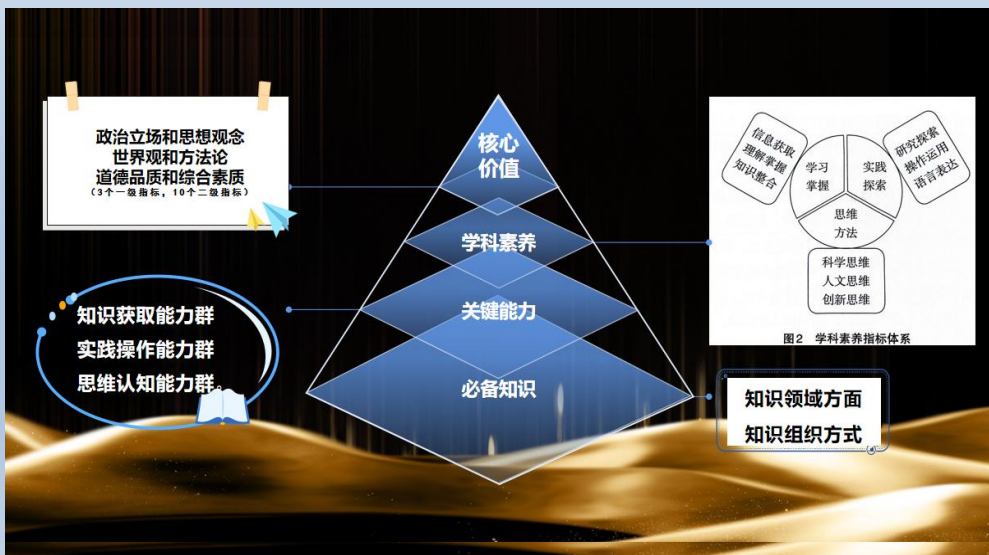 政治立场和思想观念
世界观和方法论
道德品质和综合素质
（3个一级指标，10个二级指标）
知识获取能力群
实践操作能力群
思维认知能力群。
核心
价值
学科素养
关键能力
必备知识
信息获取
理解掌握
知识整合
学习
掌握
实践
探索
研究探索
操作运用
语言表达
思维
方法
科学思维
人文思维
创新思维
图2 学科素养指标体系
知识领域方面
知识组织方式